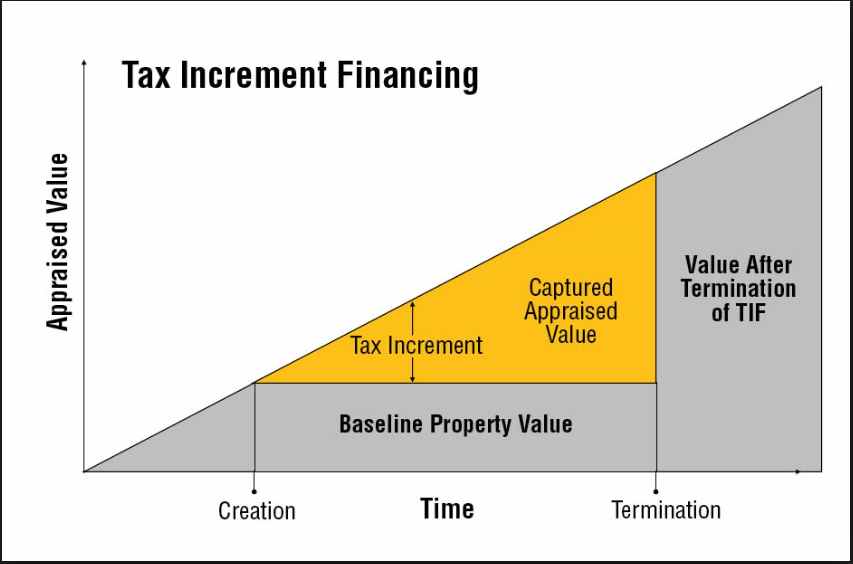 Tax Increment Financing
Appraised Value
Captured
Appraised
Value
Tax Increment
Value After
Termination
of TIF
Baseline Property Value
Creation
Time
Termination